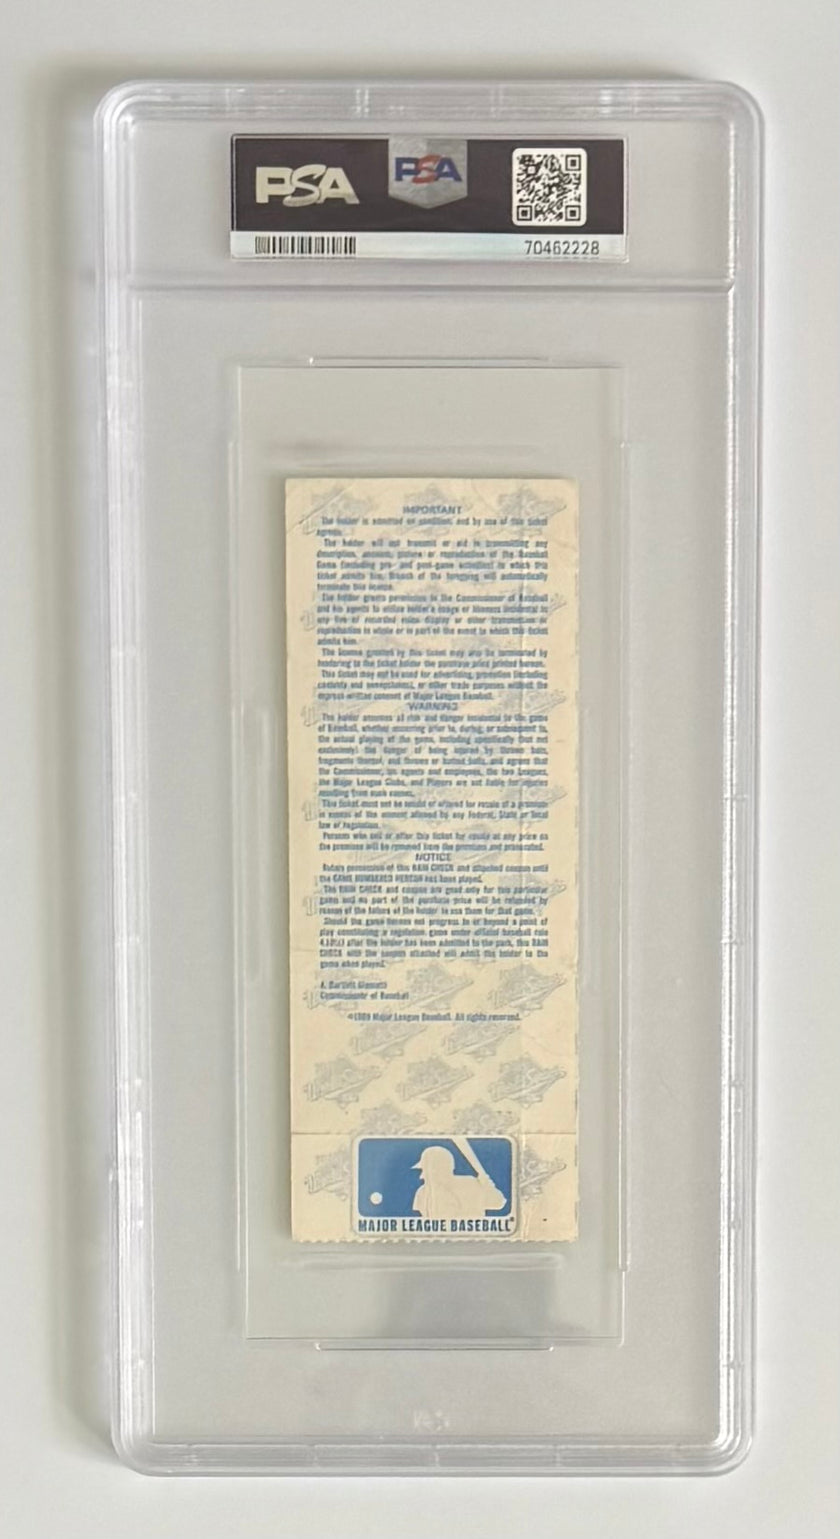 PSA
PSA
70462228
IMPORTANT
The holder is admitted on condition, and by use of this ticket
agrees:
The holder will not transmit or aid in transmitting any
description, account, picture or reproduction of the Baseball
Game (including pre- and post-game activities) to which this
ticket admits him. Breach of the foregoing will automatically
terminate this license.
The holder grants permission to the Commissioner of Baseball
and his agents to utilize holder's image or likeness incidental to
any live or recorded video display or other transmission or
reproduction in whole or in part of the event to which this ticket
admits him.
The license granted by this ticket may also be terminated by
tendering to the ticket holder the purchase price printed hereon.
This ticket may not be used for advertising, promotion (including
contests and sweepstakes), or other trade purposes without the
express written consent of Major League Baseball.
WARNING
The holder assumes all risk and danger incidental to the game
of Baseball, whether occurring prior to, during, or subsequent to,
the actual playing of the game, including specifically (but not
exclusively) the danger of being injured by thrown bats,
fragments thereof, and thrown or batted balls, and agrees that
the Commissioner, his agents and employees, the two Leagues,
the Major League Clubs, and Players are not liable for injuries
resulting from such causes.
This ticket must not be resold or offered for resale at a premium
in excess of the amount allowed by any Federal, State or local
law or regulation.
Persons who sell or offer this ticket for resale at any price on
the premises will be removed from the premises and prosecuted.
NOTICE
Retain possession of this RAIN CHECK and attached coupon until
the GAME NUMBERED HEREON has been played.
The RAIN CHECK and coupon are good only for this particular
game and no part of the purchase price will be refunded by
reason of the failure of the holder to use them for that game.
Should the game hereon not progress to or beyond a point of
play constituting a regulation game under official baseball rule
after the holder has been admitted to the park, this RAIN
CHECK with the coupon attached will admit the holder to the
game when played.
A. Bartlett Giamatti
Commissioner of Baseball
©1989 Major League Baseball. All rights reserved.
MAJOR LEAGUE BASEBALL